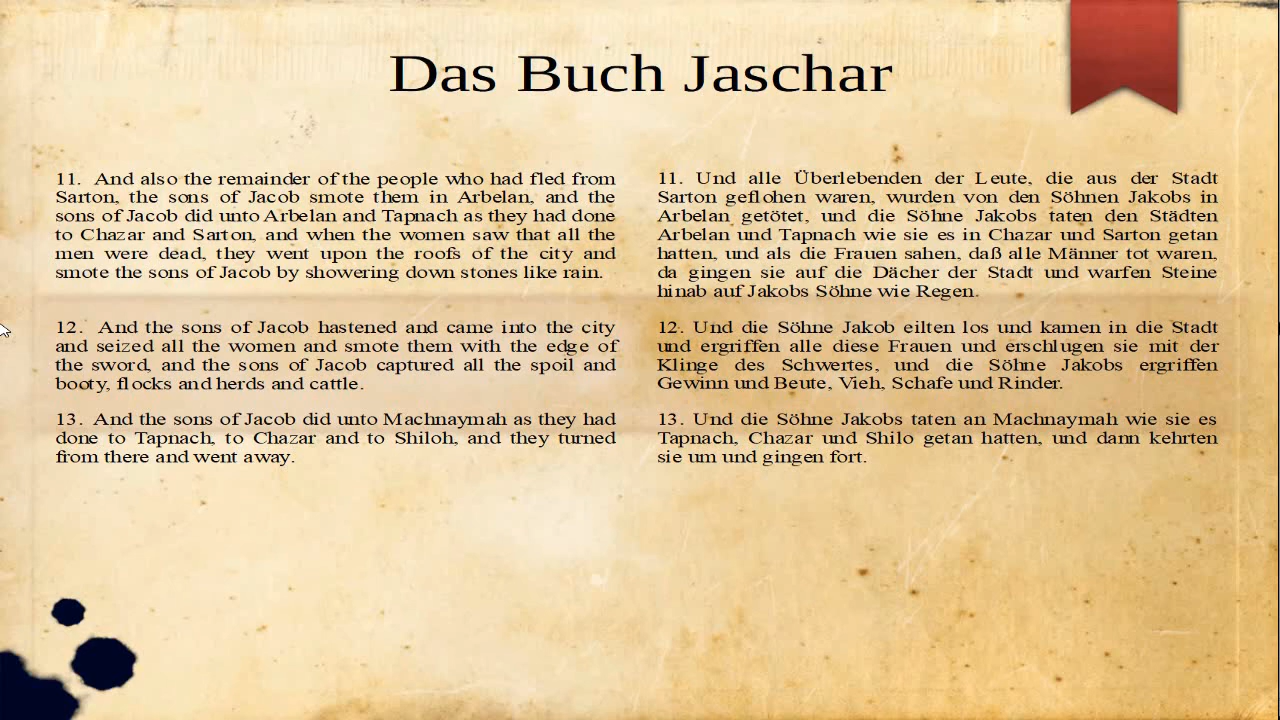 Das Buch Jaschar
11. And also the remainder of the people who had fled from
Sarton, the sons of Jacob smote them in Arbelan, and the
sons of Jacob did unto Arbelan and Tapnach as they had done
to Chazar and Sarton, and when the women saw that all the
men were dead, they went upon the roofs of the city and
smote the sons of Jacob by showering down stones like rain.
12. And the sons of Jacob hastened and came into the city
and seized all the women and smote them with the edge of
the sword, and the sons of Jacob captured all the spoil and
booty, flocks and herds and cattle.
13. And the sons of Jacob did unto Machnaymah as they had
done to Tapnach, to Chazar and to Shiloh, and they turned
from there and went away.
11. Und alle Überlebenden der Leute, die aus der Stadt
Sarton geflohen waren, wurden von den Söhnen Jakobs in
Arbelan getötet, und die Söhne Jakobs taten den Städten
Arbelan und Tapnach wie sie es in Chazar und Sarton getan
hatten, und als die Frauen sahen, daß alle Männer tot waren,
da gingen sie auf die Dächer der Stadt und warfen Steine
hinab auf Jakobs Söhne wie Regen.
12. Und die Söhne Jakob eilten los und kamen in die Stadt
und ergriffen alle diese Frauen und erschlugen sie mit der
Klinge des Schwertes, und die Söhne Jakobs ergriffen
Gewinn und Beute, Vieh, Schafe und Rinder.
13. Und die Söhne Jakobs taten an Machnaymah wie sie es
Tapnach, Chazar und Shilo getan hatten, und dann kehrten
sie um und gingen fort.